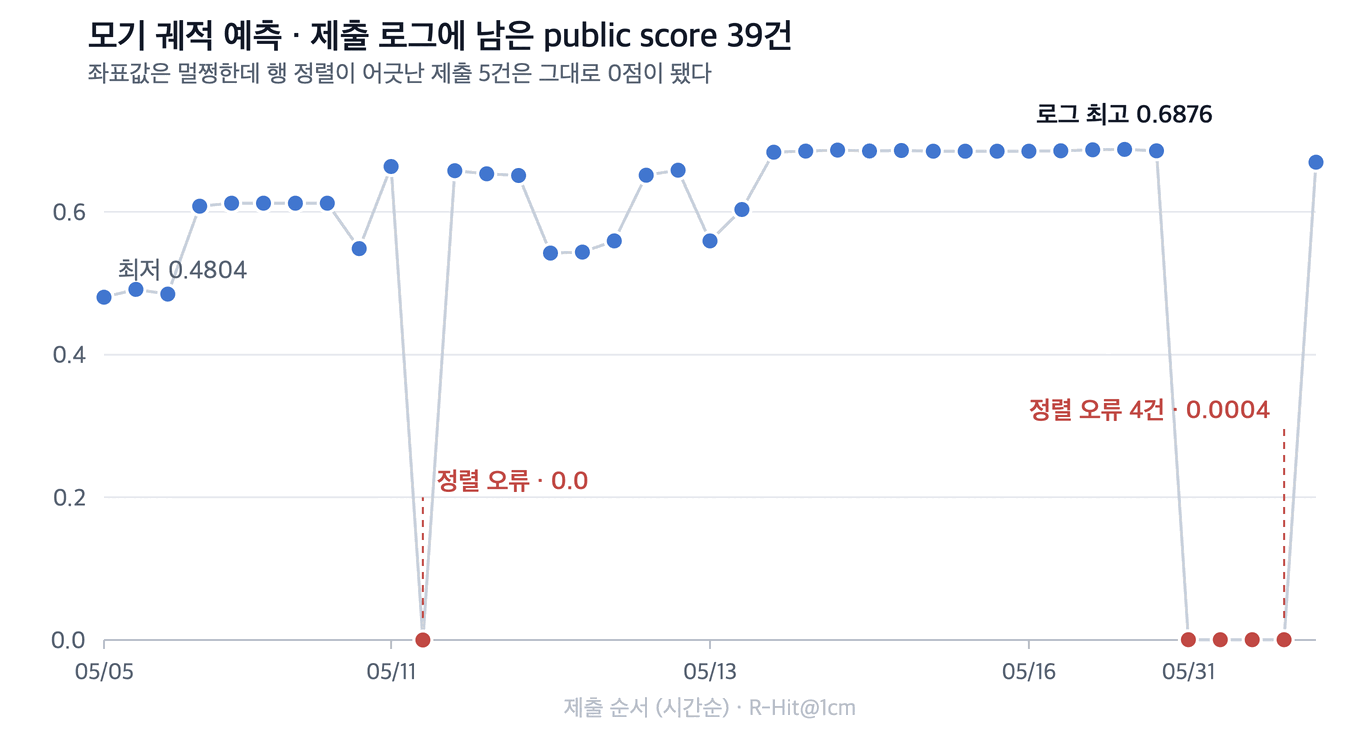 모기 궤적 예측 · 제출 로그에 남은 public score 39건
좌표값은 멀쩡한데 행 정렬이 어긋난 제출 5건은 그대로 0점이 됐다
로그 최고 0.6876
0.6
최저 0.4804
0.4
정렬 오류 4건 · 0.0004
정렬 오류 · 0.0
0.2
0.0
05/05 05/11 05/13 05/16 05/31
제출 순서 (시간순) · R-Hit@1cm